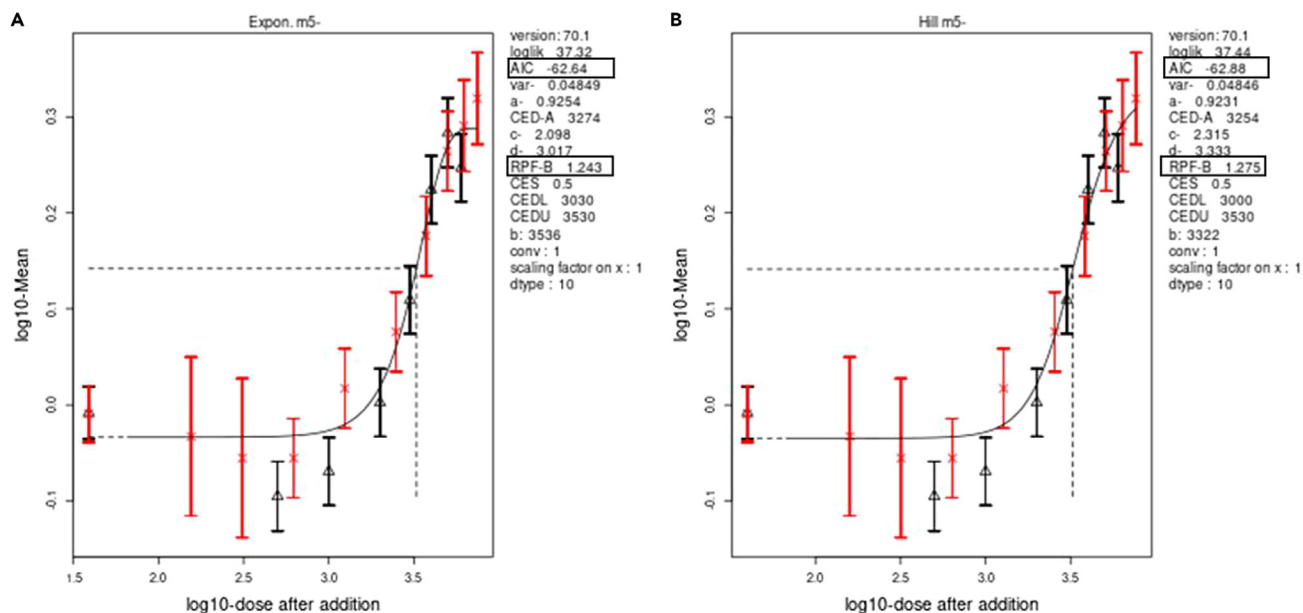 A
Expon. m5-
version: 70.1
loglik 37.32
AIC -62.64
var- 0.04849
a- 0.9254
CED-A 3274
c- 2.098
d- 3.017
RPF-B 1.243
CES 0.5
CEDL 3030
CEDU 3530
b: 3536
conv : 1
scaling factor on x : 1
dtype : 10
log10-Mean
0.3
0.2
0.1
0.0
-0.1
1.5 2.0 2.5 3.0 3.5
log10-dose after addition
B
Hill m5-
version: 70.1
loglik 37.44
AIC -62.88
var- 0.04846
a- 0.9231
CED-A 3254
c- 2.315
d- 3.333
RPF-B 1.275
CES 0.5
CEDL 3000
CEDU 3530
b: 3322
conv : 1
scaling factor on x : 1
dtype : 10
log10-Mean
0.3
0.2
0.1
0.0
-0.1
2.0 2.5 3.0 3.5
log10-dose after addition